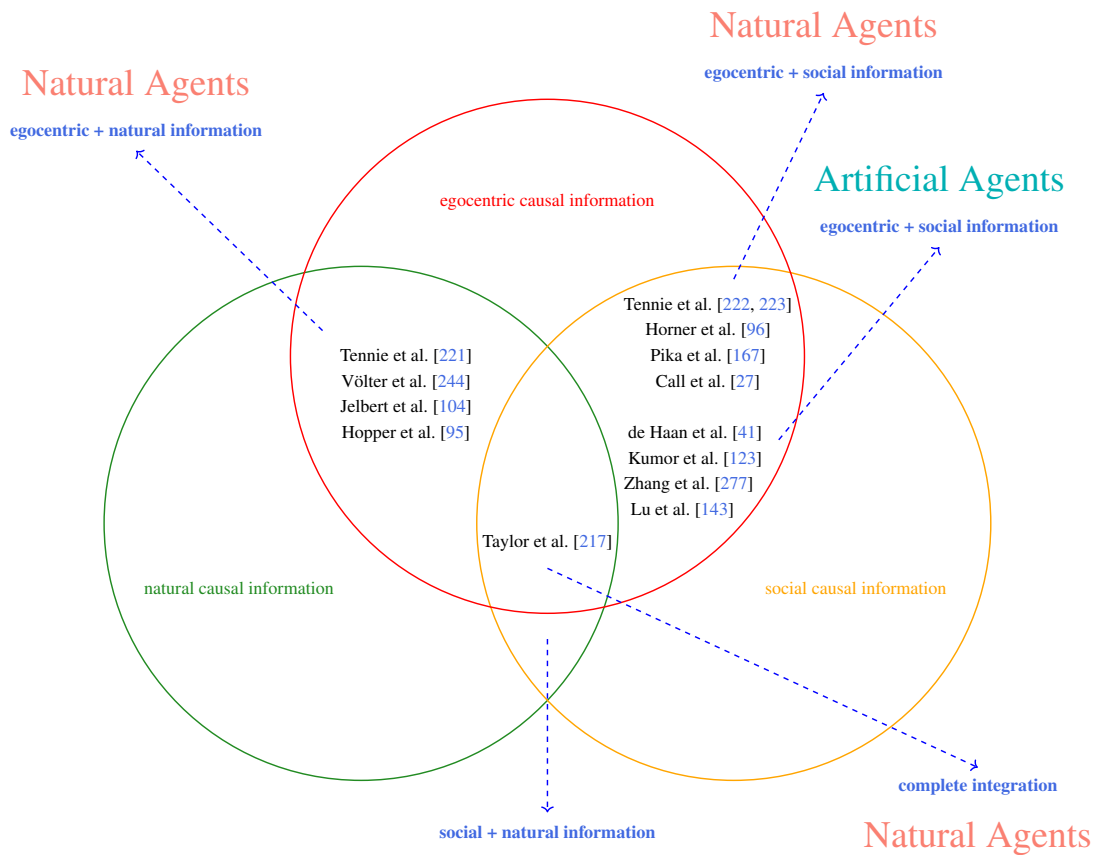 Natural Agents
egocentric + social information
Natural Agents
egocentric + natural information
Artificial Agents
egocentric + social information
egocentric causal information
Tennie et al. [222, 223]
Horner et al. [96]
Pika et al. [167]
Call et al. [27]
Tennie et al. [221]
Völter et al. [244]
Jelbert et al. [104]
Hopper et al. [95]
de Haan et al. [41]
Kumor et al. [123]
Zhang et al. [277]
Lu et al. [143]
Taylor et al. [217]
natural causal information
social causal information
complete integration
Natural Agents
social + natural information